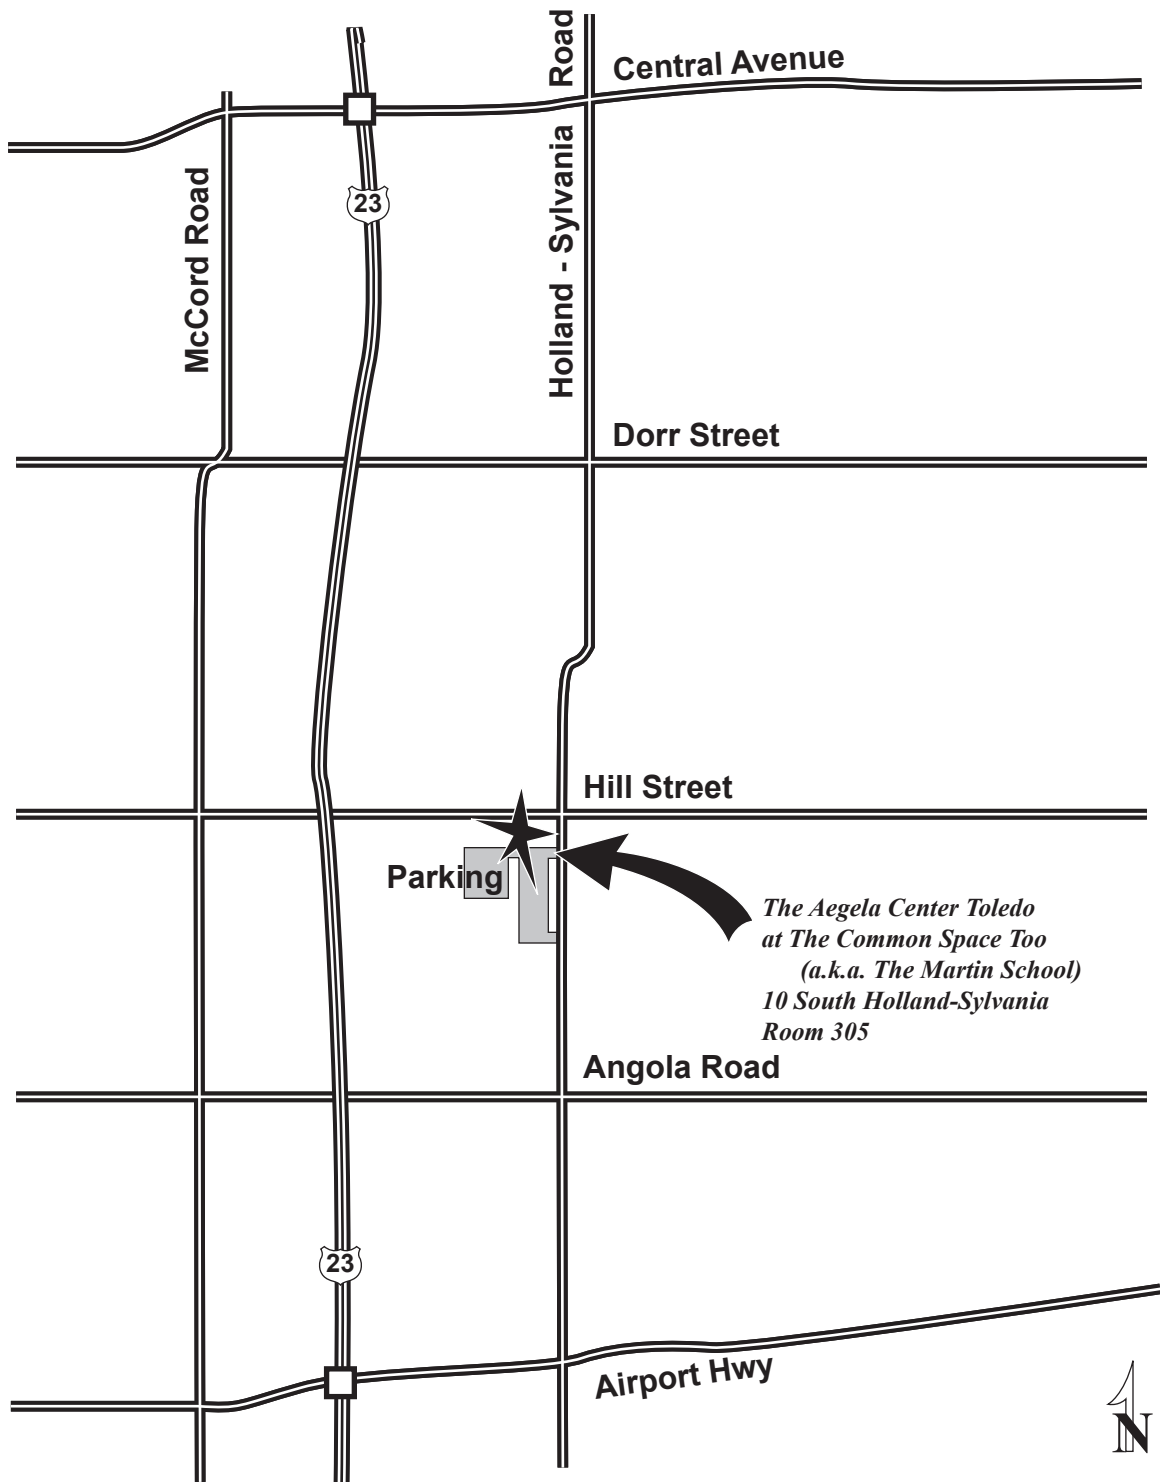 Central Avenue
Holland - Sylvania Road
23
McCord Road
Dorr Street
Hill Street
Parking
The Aegela Center Toledo
at The Common Space Too
(a.k.a. The Martin School)
10 South Holland-Sylvania
Room 305
Angola Road
23
Airport Hwy
N